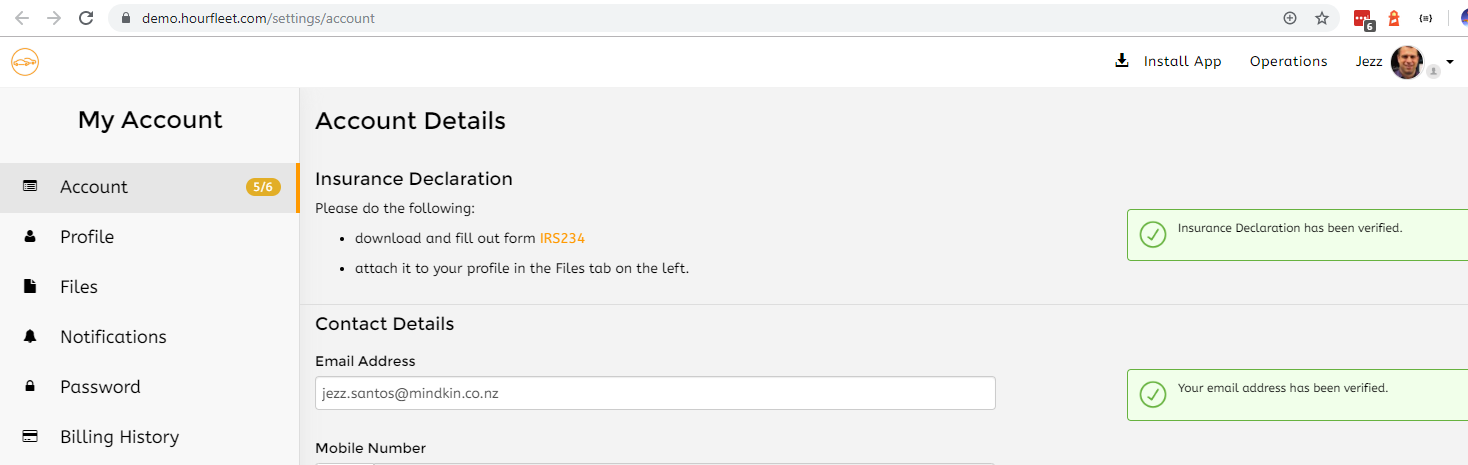 demo.hourfleet.com/settings/account
6
Install App
Operations
Jezz
My Account
Account 5/6
Profile
Files
Notifications
Password
Billing History
Account Details
Insurance Declaration
Please do the following:
• download and fill out form IRS234
• attach it to your profile in the Files tab on the left.
Insurance Declaration has been verified.
Contact Details
Email Address
jezz.santos@mindkin.co.nz
Your email address has been verified.
Mobile Number